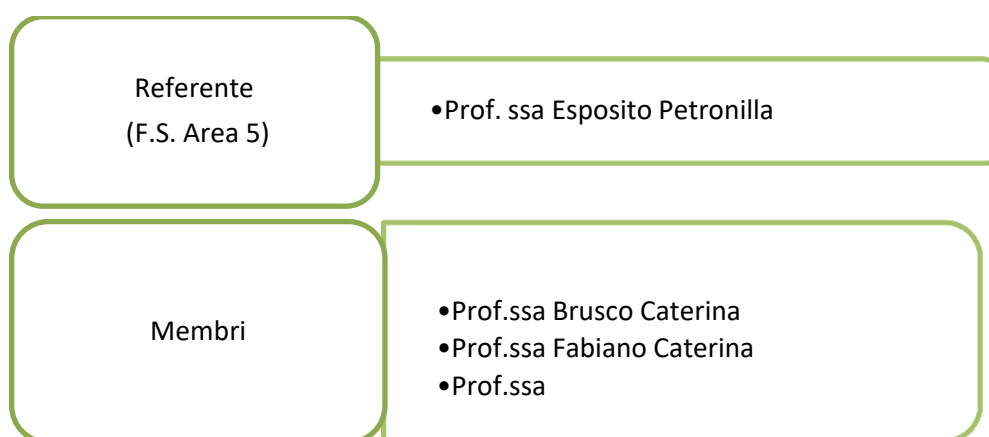 Referente
(F.S. Area 5)
•Prof. ssa Esposito Petronilla
Membri
•Prof.ssa Brusco Caterina
•Prof.ssa Fabiano Caterina
•Prof.ssa